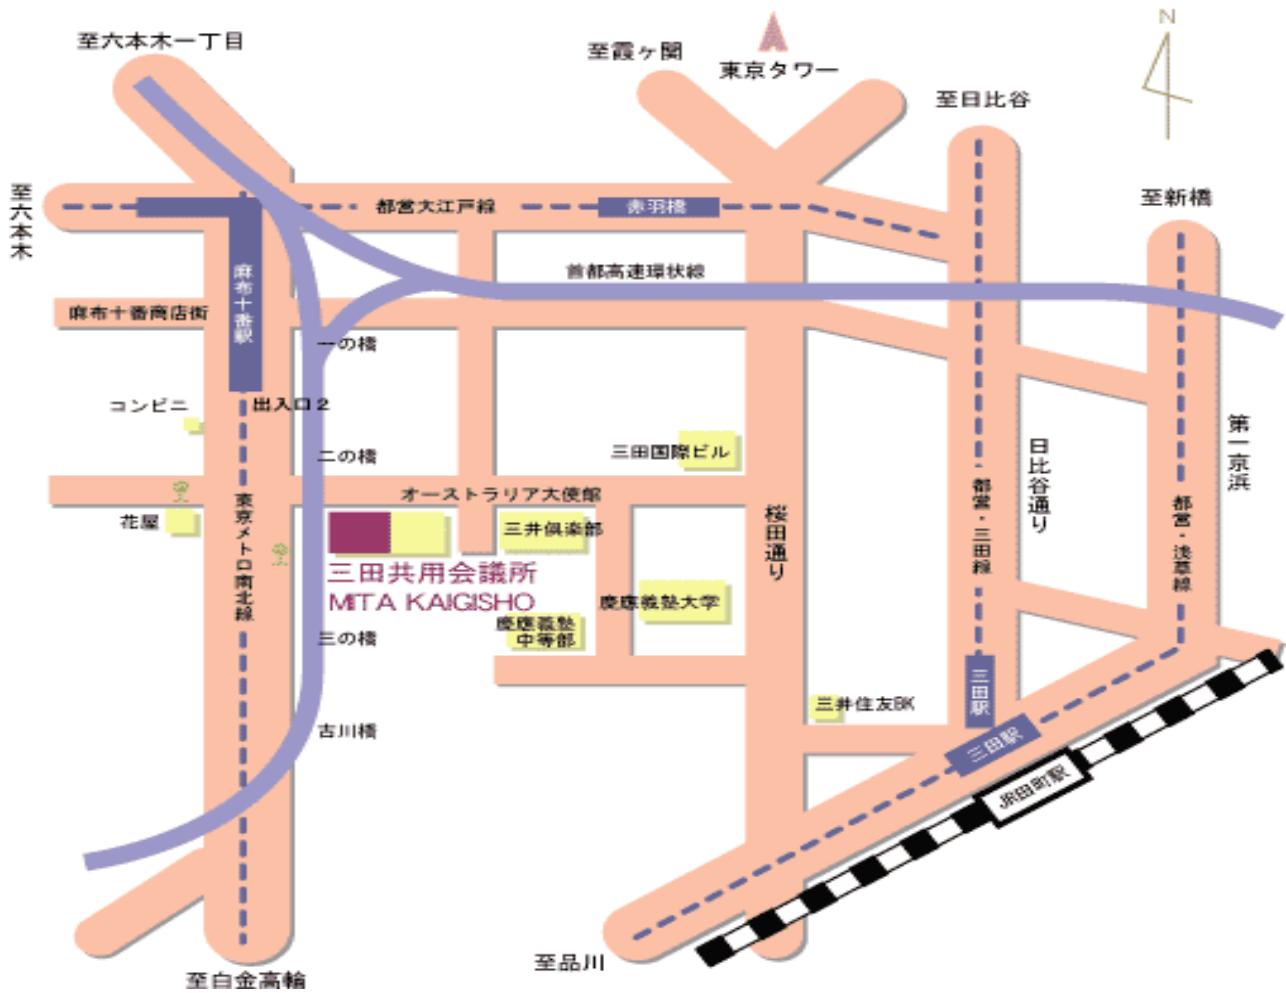 至六本木一丁目
至霞ヶ関
東京タワー
N
至日比谷
至六本木
至新橋
都営大江戸線
赤羽橋
首都高速環状線
麻布十番駅
麻布十番商店街
一の橋
コンビニ
出入口2
二の橋
三田国際ビル
第一京浜
日比谷通り
オーストラリア大使館
東京メトロ南北線
花屋
三井倶楽部
桜田通り
都営・三田線
都営・浅草線
三田共用会議所
MITA KAIGISHO
慶應義塾大学
慶應義塾
中等部
三の橋
三田駅
三井住友BK
古川橋
三田駅
JR田町駅
至品川
至白金高輪